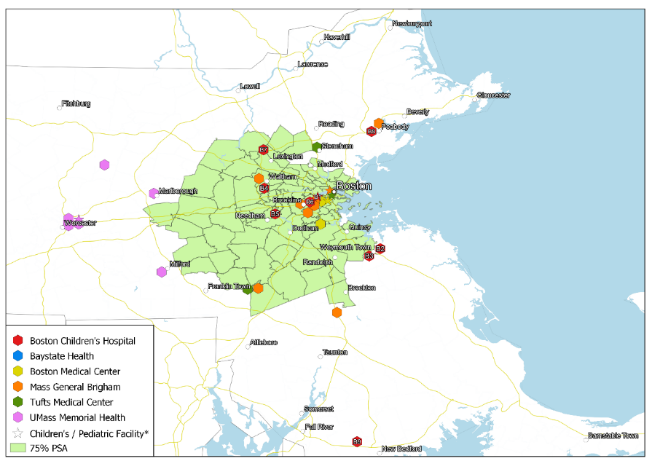 Newburyport
Haverhill
Lawrence
Lowell
Gloucester
Fitchburg
Beverly
Reading
Peabody
Stoneham
Lexington
Medford
Waltham
Boston
Marlborough
Brookline
Needham
Worcester
Quincy
Dedham
Weymouth Town
Milford
Randolph
Franklin Town
Brockton
Attleboro
Taunton
Somerset
Fall River
Barnstable Town
New Bedford
Boston Children's Hospital
Baystate Health
Boston Medical Center
Mass General Brigham
Tufts Medical Center
UMass Memorial Health
Children's / Pediatric Facility*
75% PSA